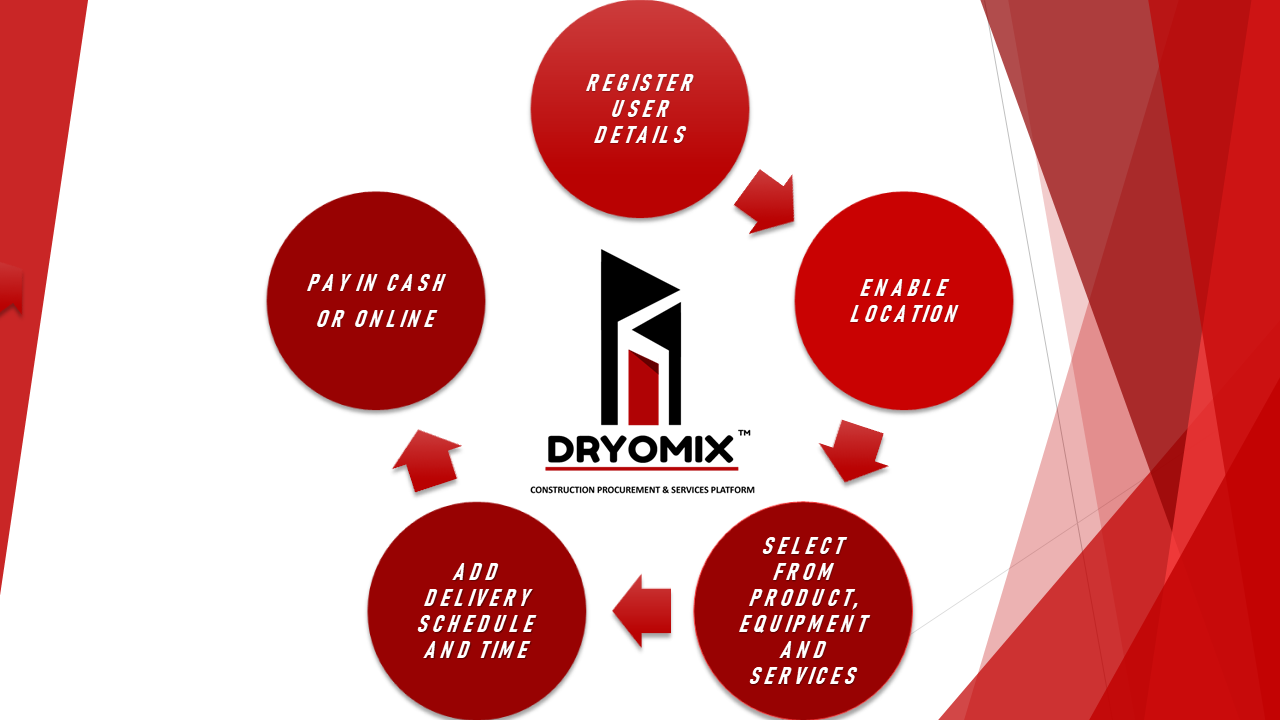 REGISTER
USER
DETAILS
ENABLE
LOCATION
SELECT
FROM
PRODUCT,
EQUIPMENT
AND
SERVICES
ADD
DELIVERY
SCHEDULE
AND TIME
PAY IN CASH
OR ONLINE
DRYOMIX™
CONSTRUCTION PROCUREMENT & SERVICES PLATFORM